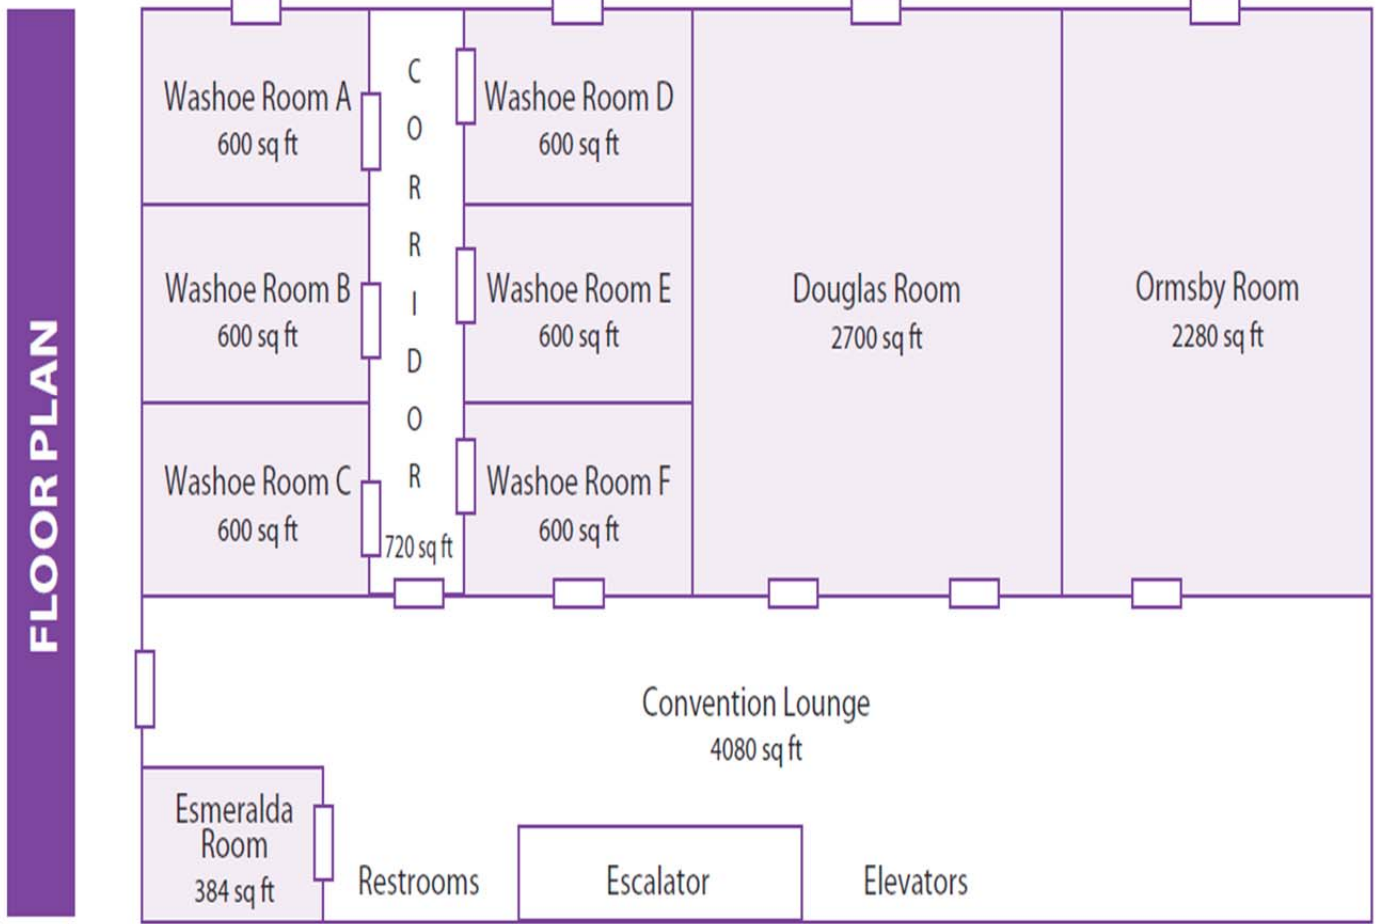 FLOOR PLAN
Washoe Room A
600 sq ft
CORRIDOR
720 sq ft
Washoe Room D
600 sq ft
Washoe Room B
600 sq ft
Washoe Room E
600 sq ft
Douglas Room
2700 sq ft
Ormsby Room
2280 sq ft
Washoe Room C
600 sq ft
Washoe Room F
600 sq ft
Convention Lounge
4080 sq ft
Esmeralda
Room
384 sq ft
Restrooms
Escalator
Elevators